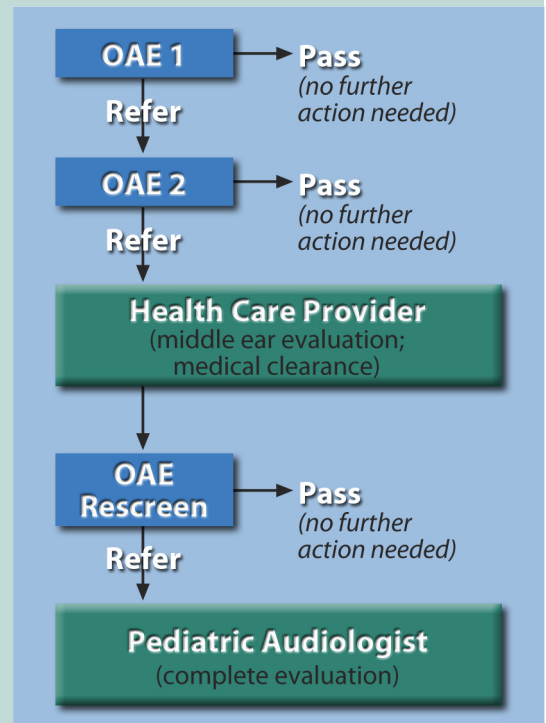 OAE 1
Pass
(no further
action needed)
Refer
OAE 2
Pass
(no further
action needed)
Refer
Health Care Provider
(middle ear evaluation;
medical clearance)
OAE
Rescreen
Pass
(no further
action needed)
Refer
Pediatric Audiologist
(complete evaluation)